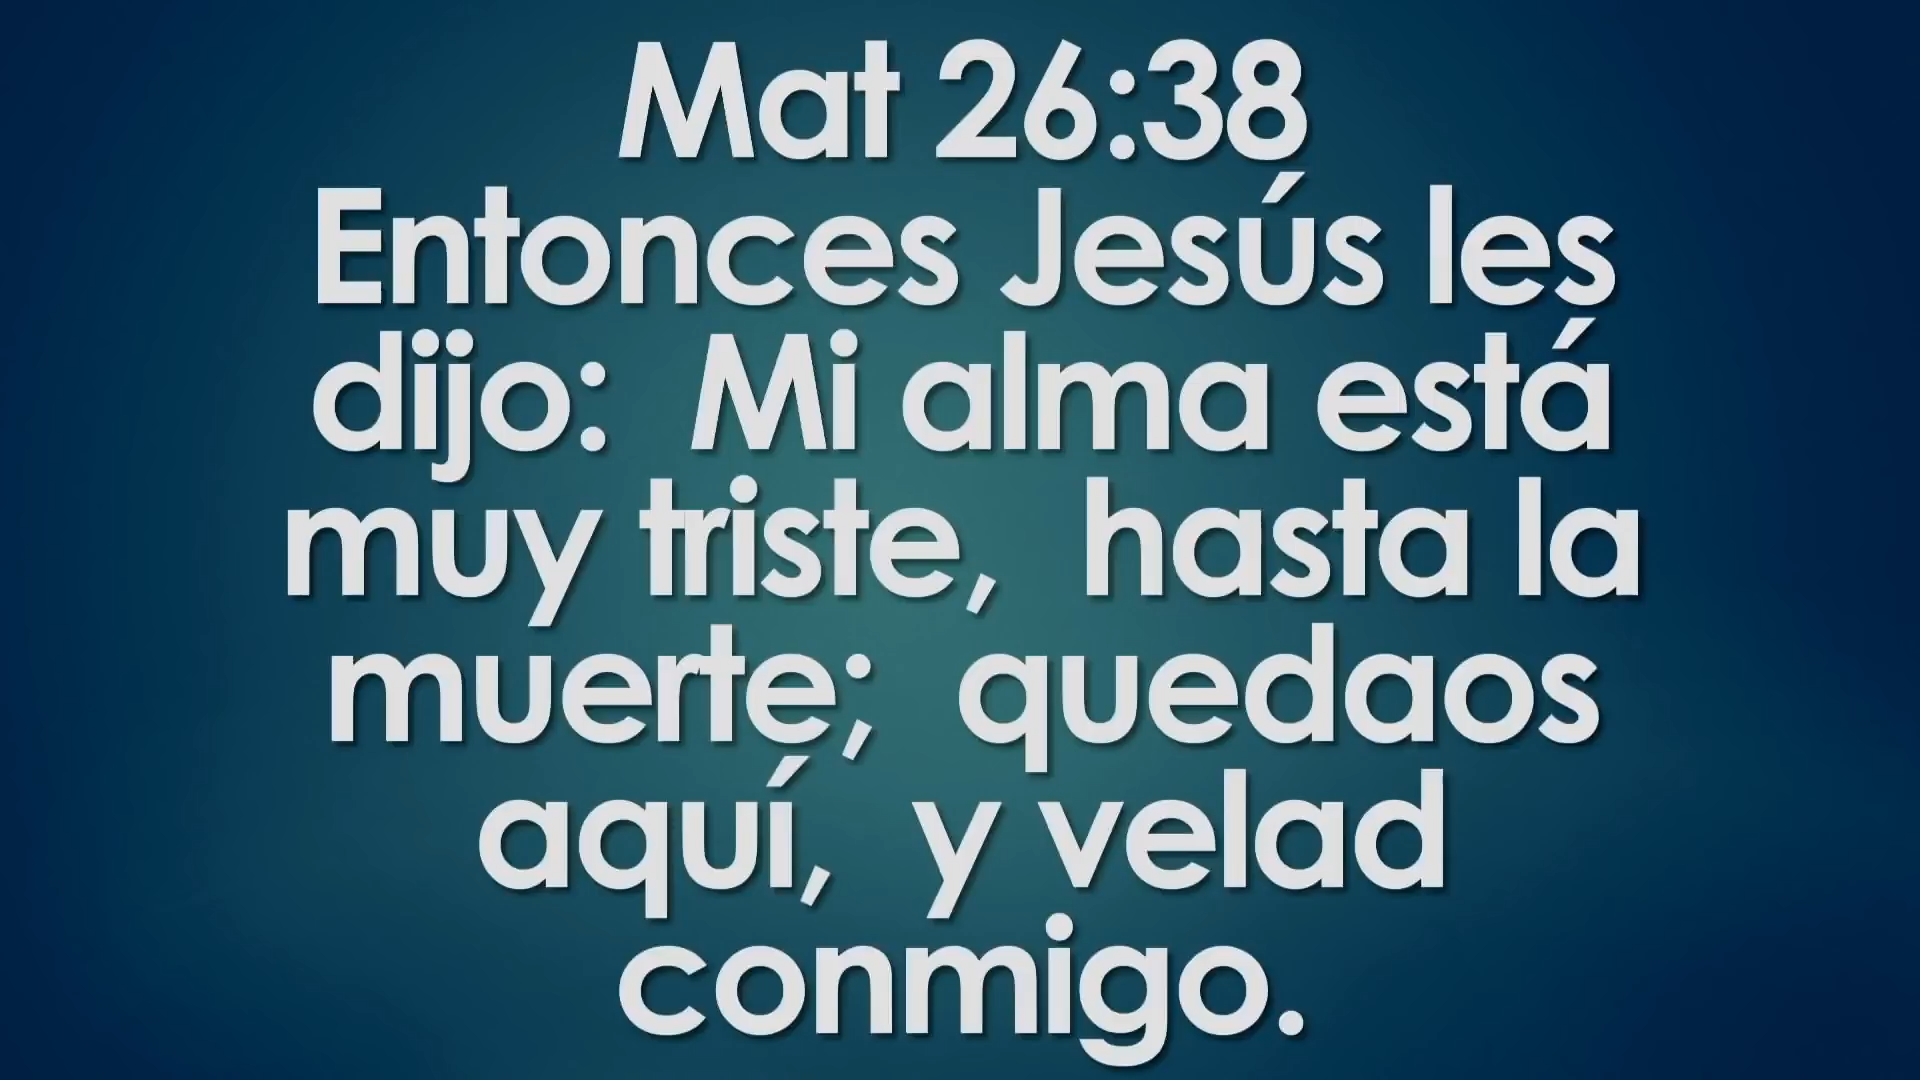 Mat 26:38
Entonces Jesús les
dijo: Mi alma está
muy triste, hasta la
muerte; quedaos
aquí, y velad
conmigo.